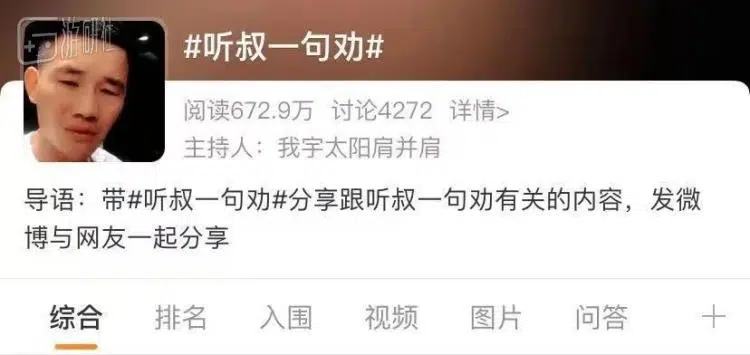 游研社
#听叔一句劝#
阅读672.9万 讨论4272 详情>
主持人：我宇太阳肩并肩
导语：带#听叔一句劝#分享跟听叔一句劝有关的内容，发微
博与网友一起分享
综合 排名 入围 视频 图片 问答 +